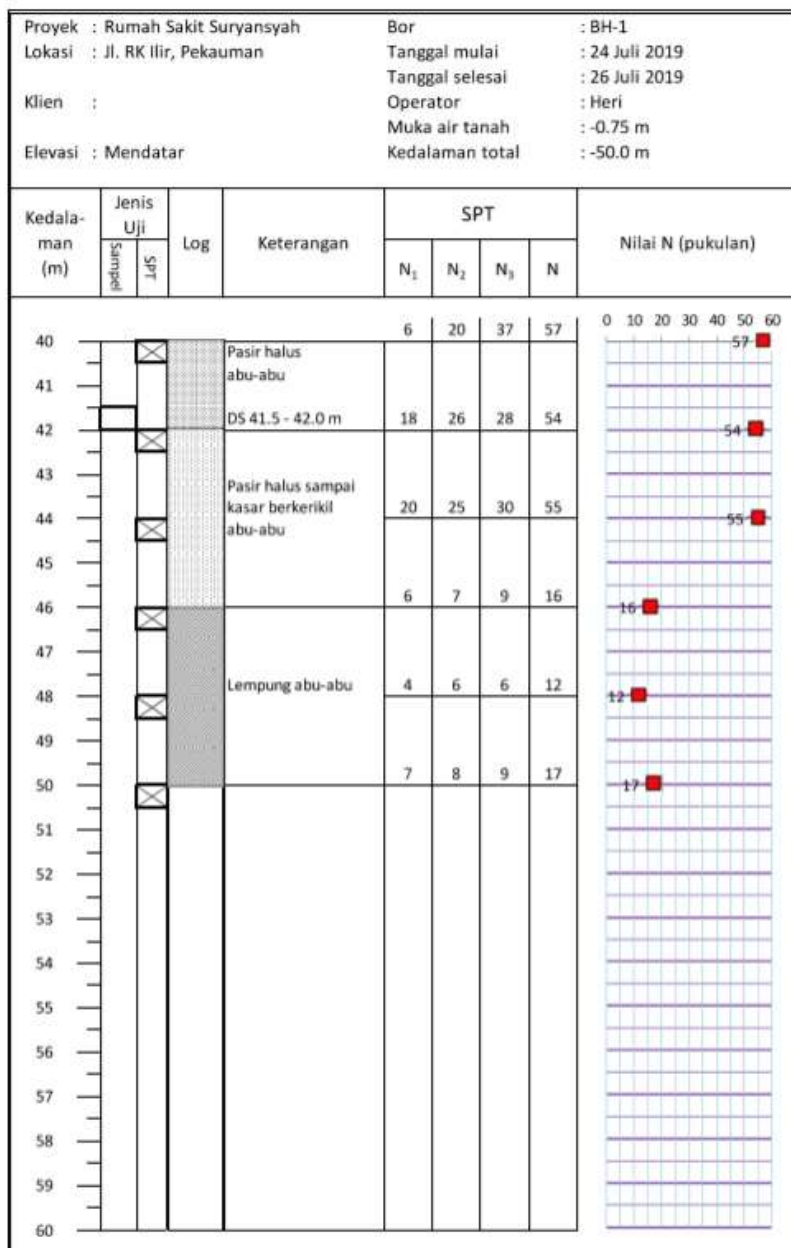 Proyek : Rumah Sakit Suryansyah Bor : BH-1
Lokasi : Jl. RK Ilir, Pekauman Tanggal mulai : 24 Juli 2019
Tanggal selesai : 26 Juli 2019
Klien : Operator : Heri
Muka air tanah : -0.75 m
Elevasi : Mendatar Kedalaman total : -50.0 m
Kedala-
man
(m)
Jenis
Uji
Sampel
SPT
Log
Keterangan
SPT
N₁ N₂ N₃ N
Nilai N (pukulan)
0 10 20 30 40 50 60
40 6 20 37 57 57
Pasir halus
abu-abu
41
DS 41.5 - 42.0 m 18 26 28 54
42 54
43
Pasir halus sampai
kasar berkerikil 20 25 30 55
44 abu-abu 55
45
6 7 9 16
46 16
47
Lempung abu-abu 4 6 6 12
48 12
49
7 8 9 17
50 17
51
52
53
54
55
56
57
58
59
60